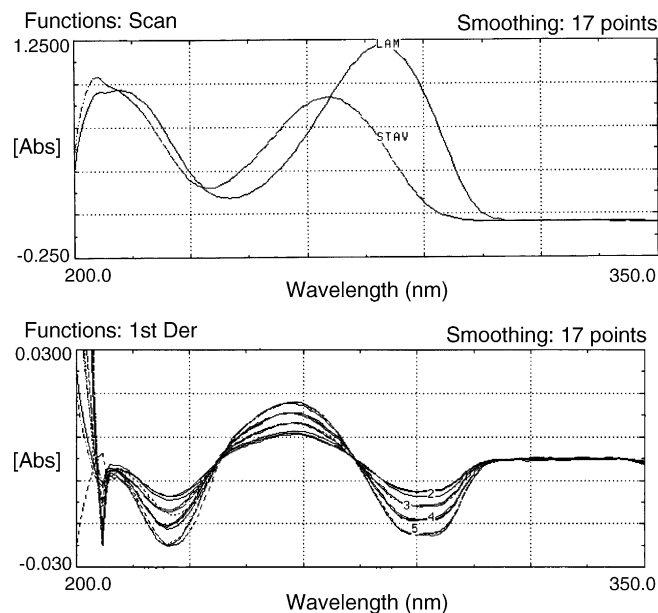 Functions: Scan Smoothing: 17 points
1.2500
LAM
[Abs]
STAV
-0.250
200.0 350.0
Wavelength (nm)
Functions: 1st Der Smoothing: 17 points
0.0300
[Abs]
2
3
4
5
-0.030
200.0 350.0
Wavelength (nm)